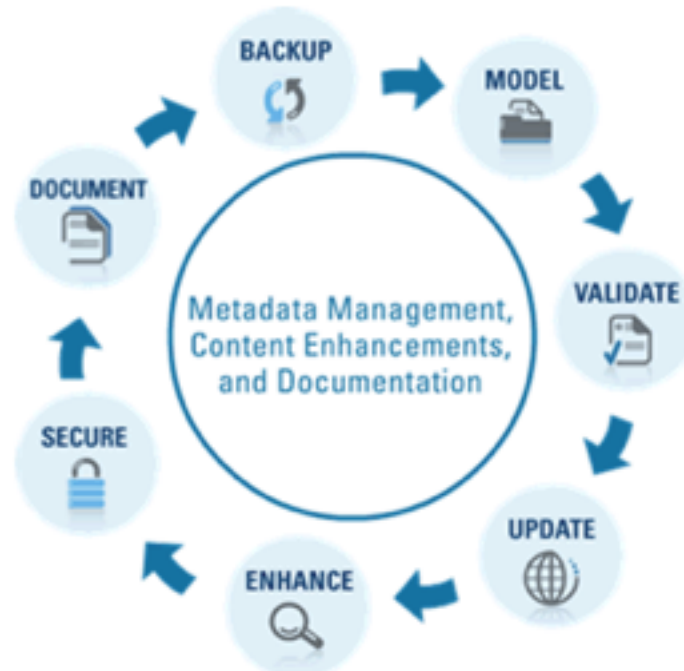 BACKUP
MODEL
VALIDATE
UPDATE
ENHANCE
SECURE
DOCUMENT
Metadata Management,
Content Enhancements,
and Documentation